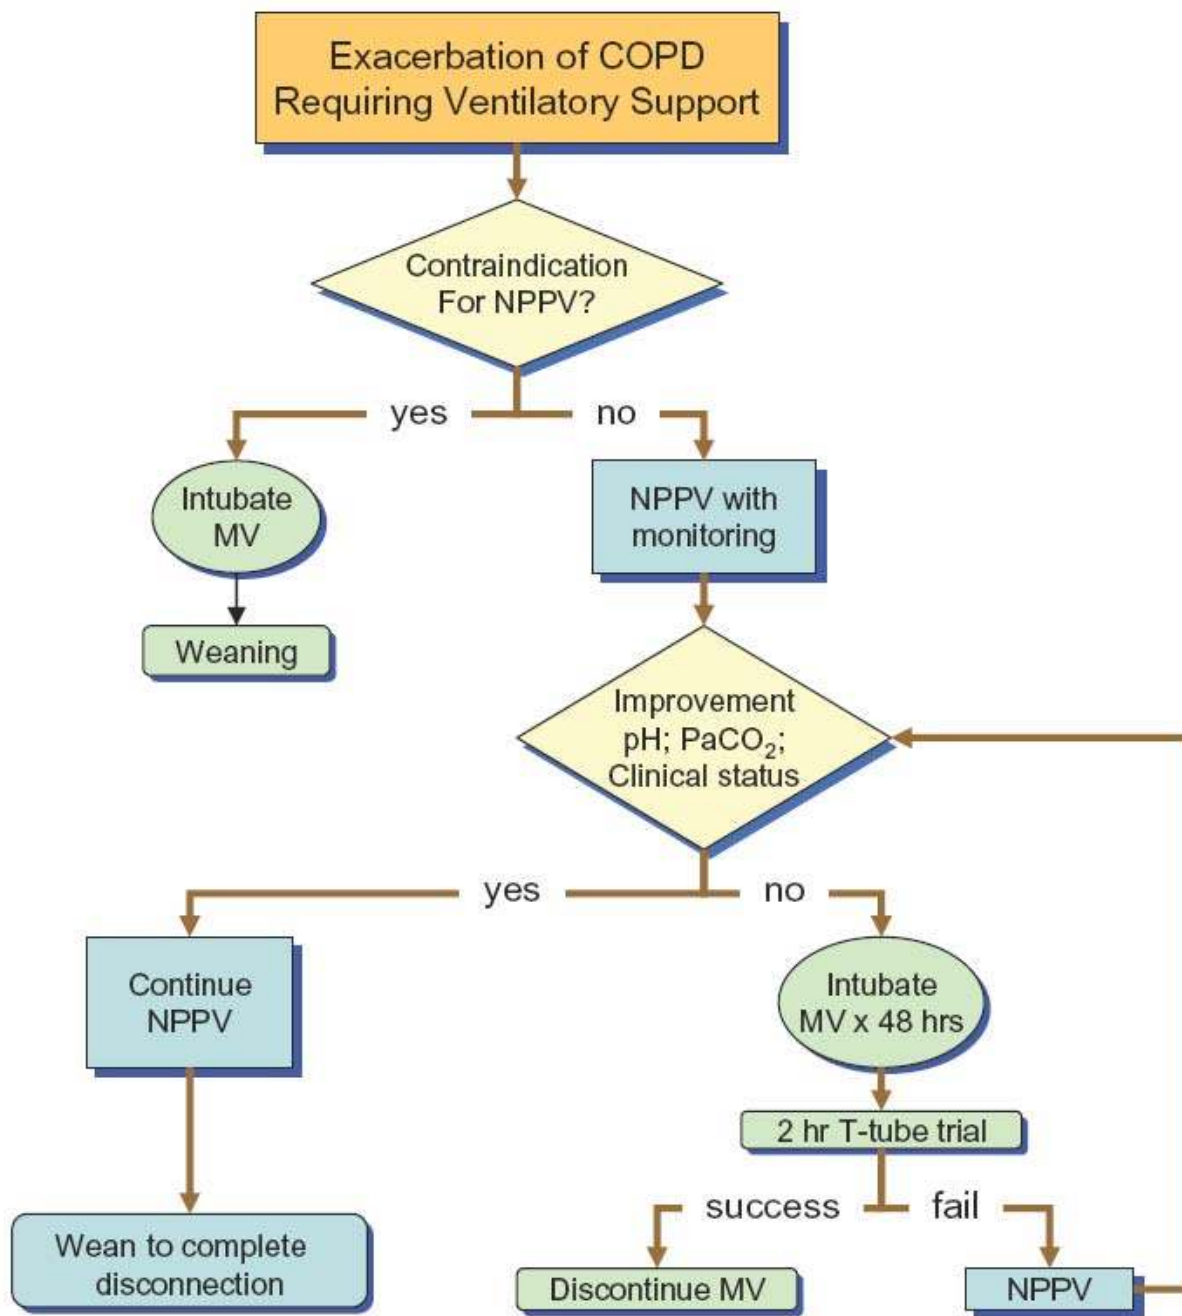 Exacerbation of COPD
Requiring Ventilatory Support
Contraindication
For NPPV?
yes
no
Intubate
MV
NPPV with
monitoring
Weaning
Improvement
pH; PaCO₂;
Clinical status
yes
no
Continue
NPPV
Intubate
MV x 48 hrs
2 hr T-tube trial
success
fail
Wean to complete
disconnection
Discontinue MV
NPPV